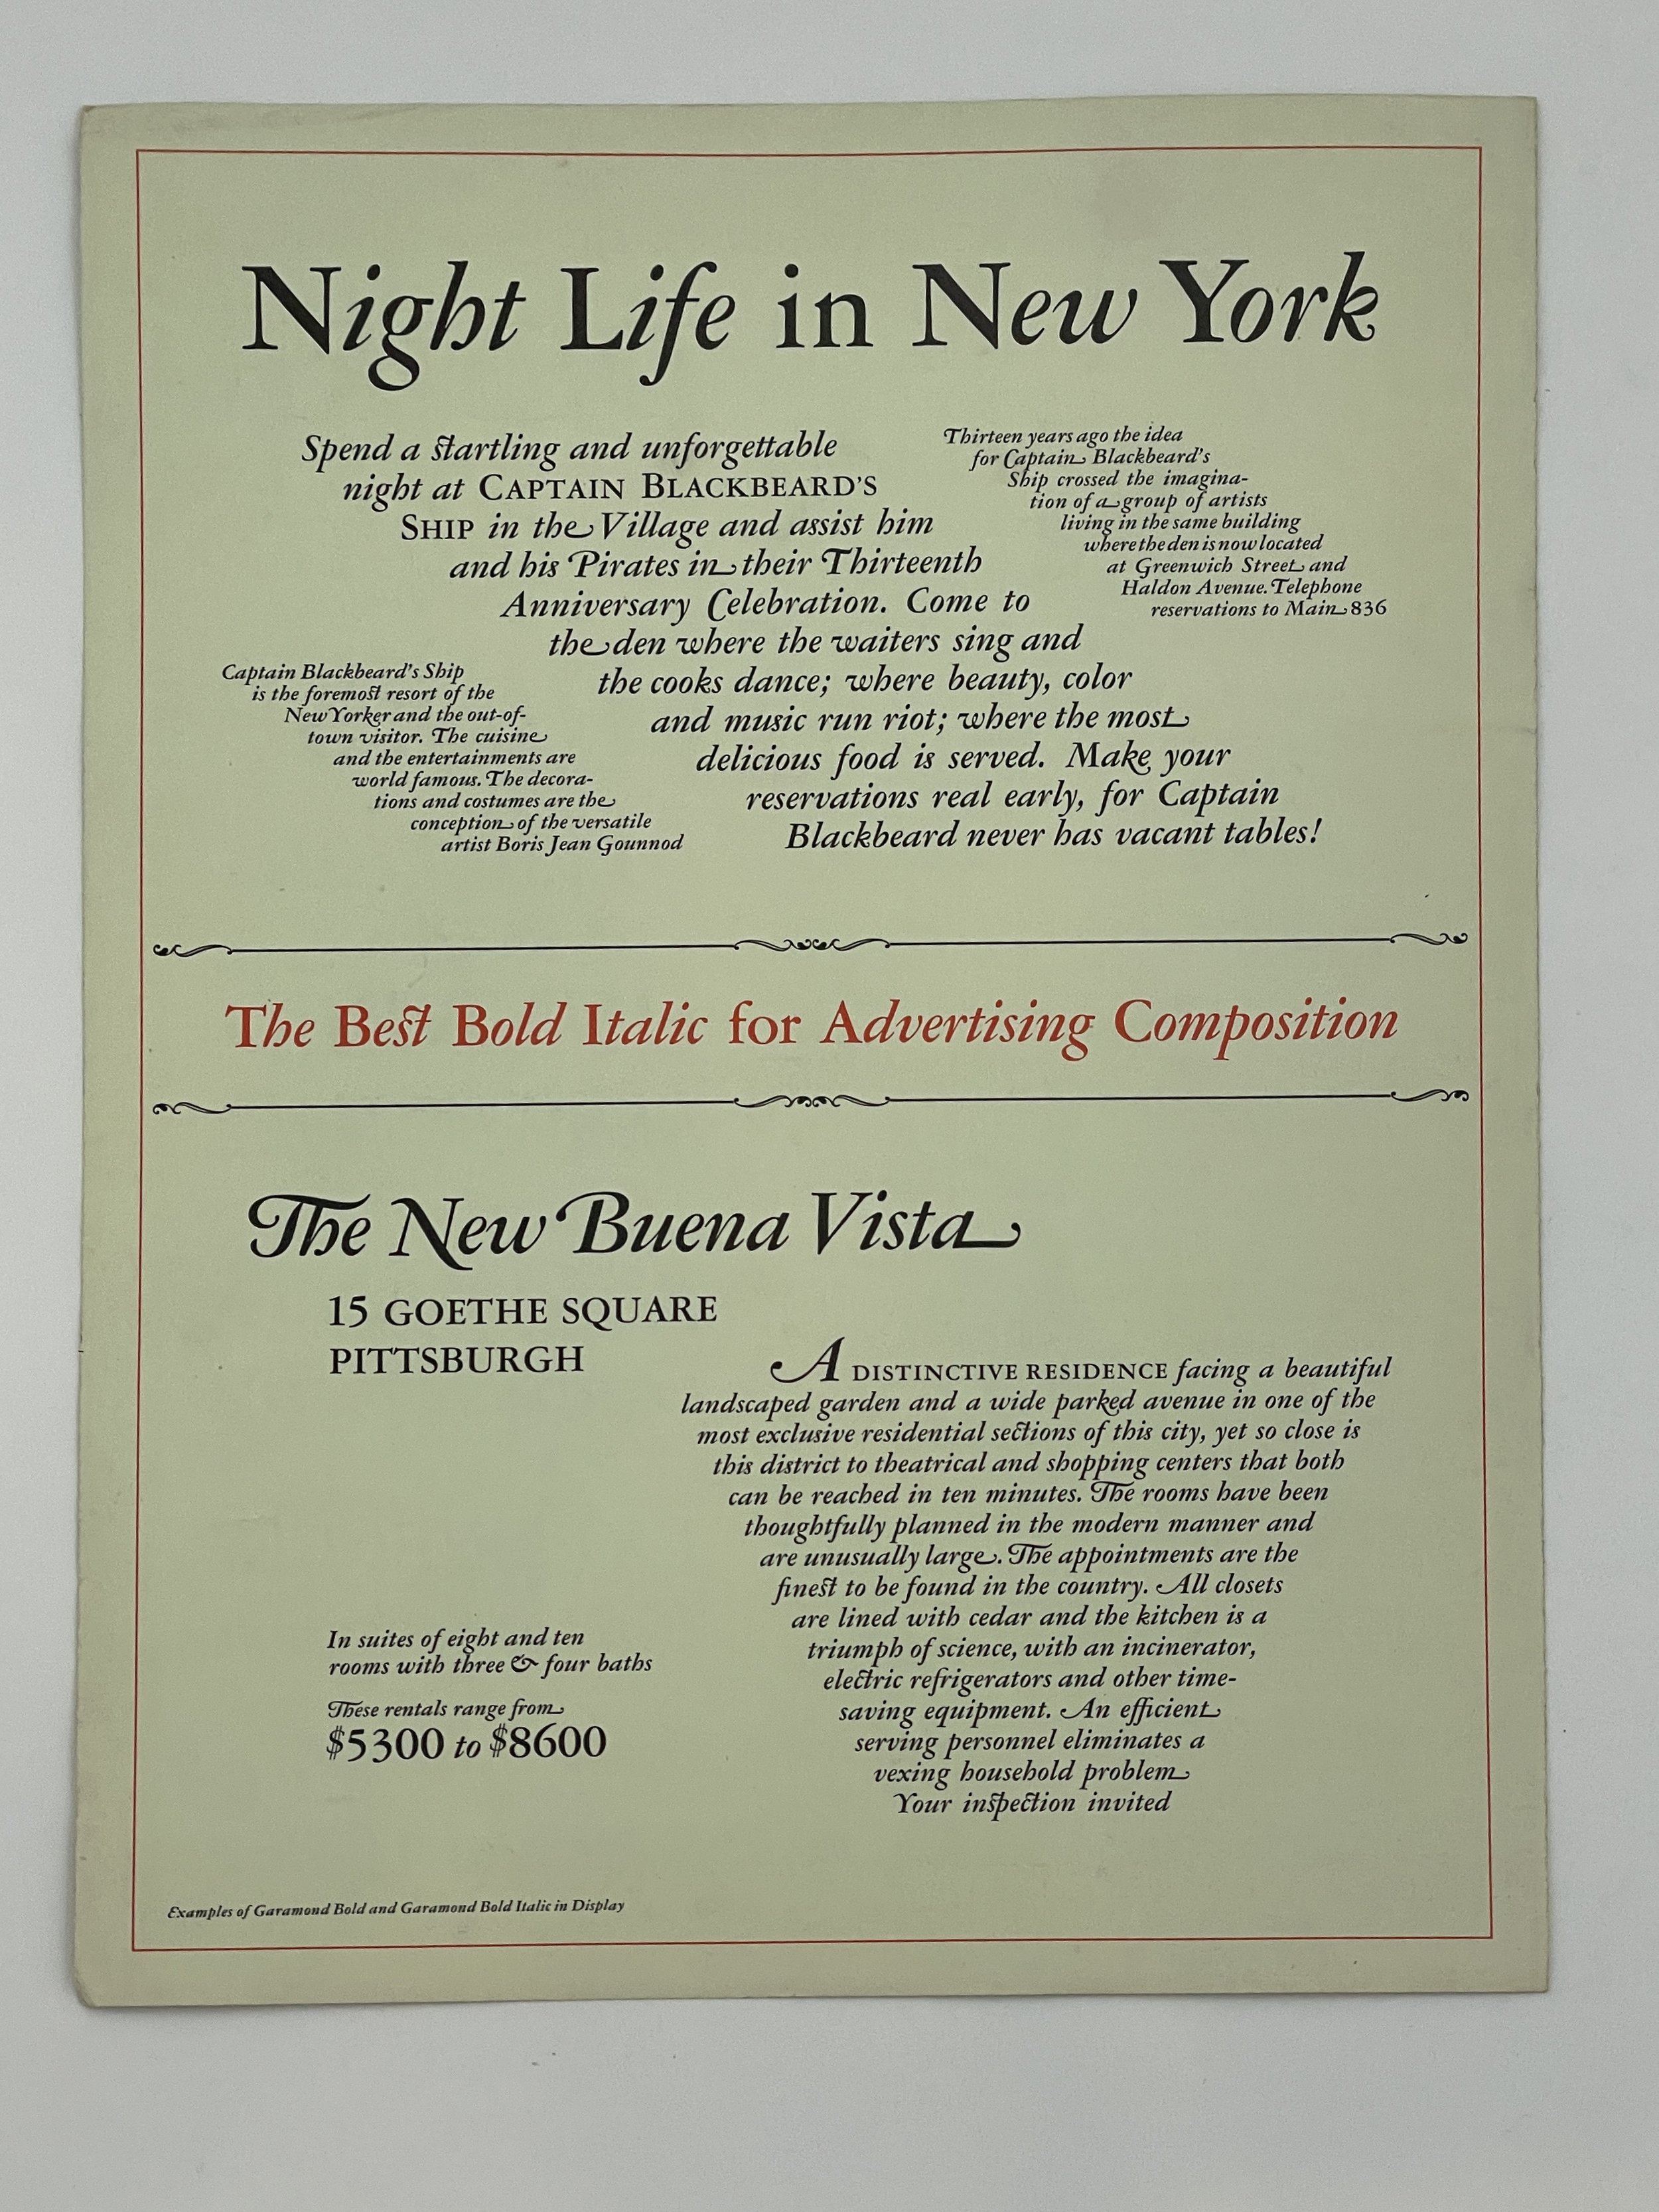 Night Life in New York
Spend a startling and unforgettable
night at CAPTAIN BLACKBEARD'S
SHIP in the Village and assist him
and his Pirates in their Thirteenth
Anniversary Celebration. Come to
the den where the waiters sing and
the cooks dance; where beauty, color
and music run riot; where the most
delicious food is served. Make your
reservations real early, for Captain
Blackbeard never has vacant tables!
Thirteen years ago the idea
for Captain Blackbeard's
Ship crossed the imagina-
tion of a group of artists
living in the same building
where the den is now located
at Greenwich Street and
Haldon Avenue. Telephone
reservations to Main 836
Captain Blackbeard's Ship
is the foremost resort of the
New Yorker and the out-of-
town visitor. The cuisine
and the entertainments are
world famous. The decora-
tions and costumes are the
conception of the versatile
artist Boris Jean Gounnod
The Best Bold Italic for Advertising Composition
The New Buena Vista
15 GOETHE SQUARE
PITTSBURGH
A DISTINCTIVE RESIDENCE facing a beautiful
landscaped garden and a wide parked avenue in one of the
most exclusive residential sections of this city, yet so close is
this district to theatrical and shopping centers that both
can be reached in ten minutes. The rooms have been
thoughtfully planned in the modern manner and
are unusually large. The appointments are the
finest to be found in the country. All closets
are lined with cedar and the kitchen is a
triumph of science, with an incinerator,
electric refrigerators and other time-
saving equipment. An efficient
serving personnel eliminates a
vexing household problem
Your inspection invited
In suites of eight and ten
rooms with three & four baths
These rentals range from
$5300 to $8600
Examples of Garamond Bold and Garamond Bold Italic in Display